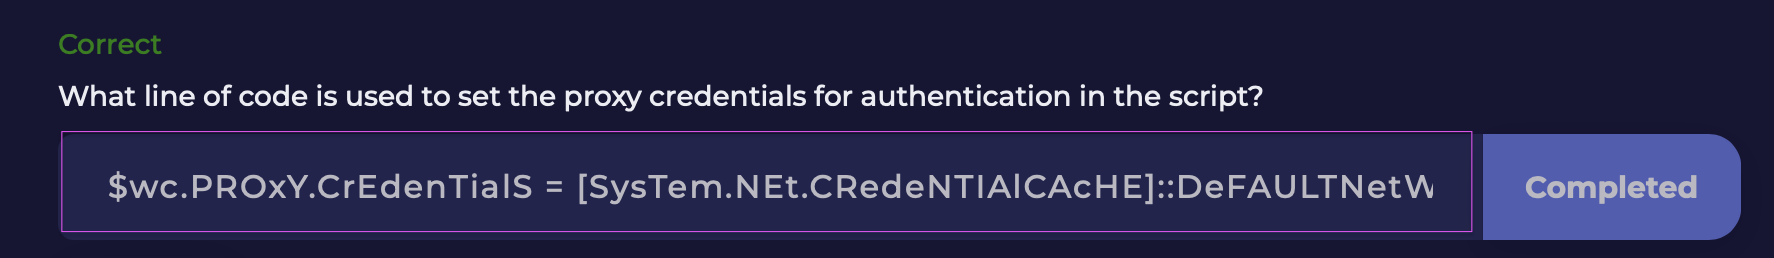 Correct
What line of code is used to set the proxy credentials for authentication in the script?
$wc.PROxY.CrEdenTialS = [SysTem.NEt.CRedeNTIAlCAcHE]::DeFAULTNetW
Completed